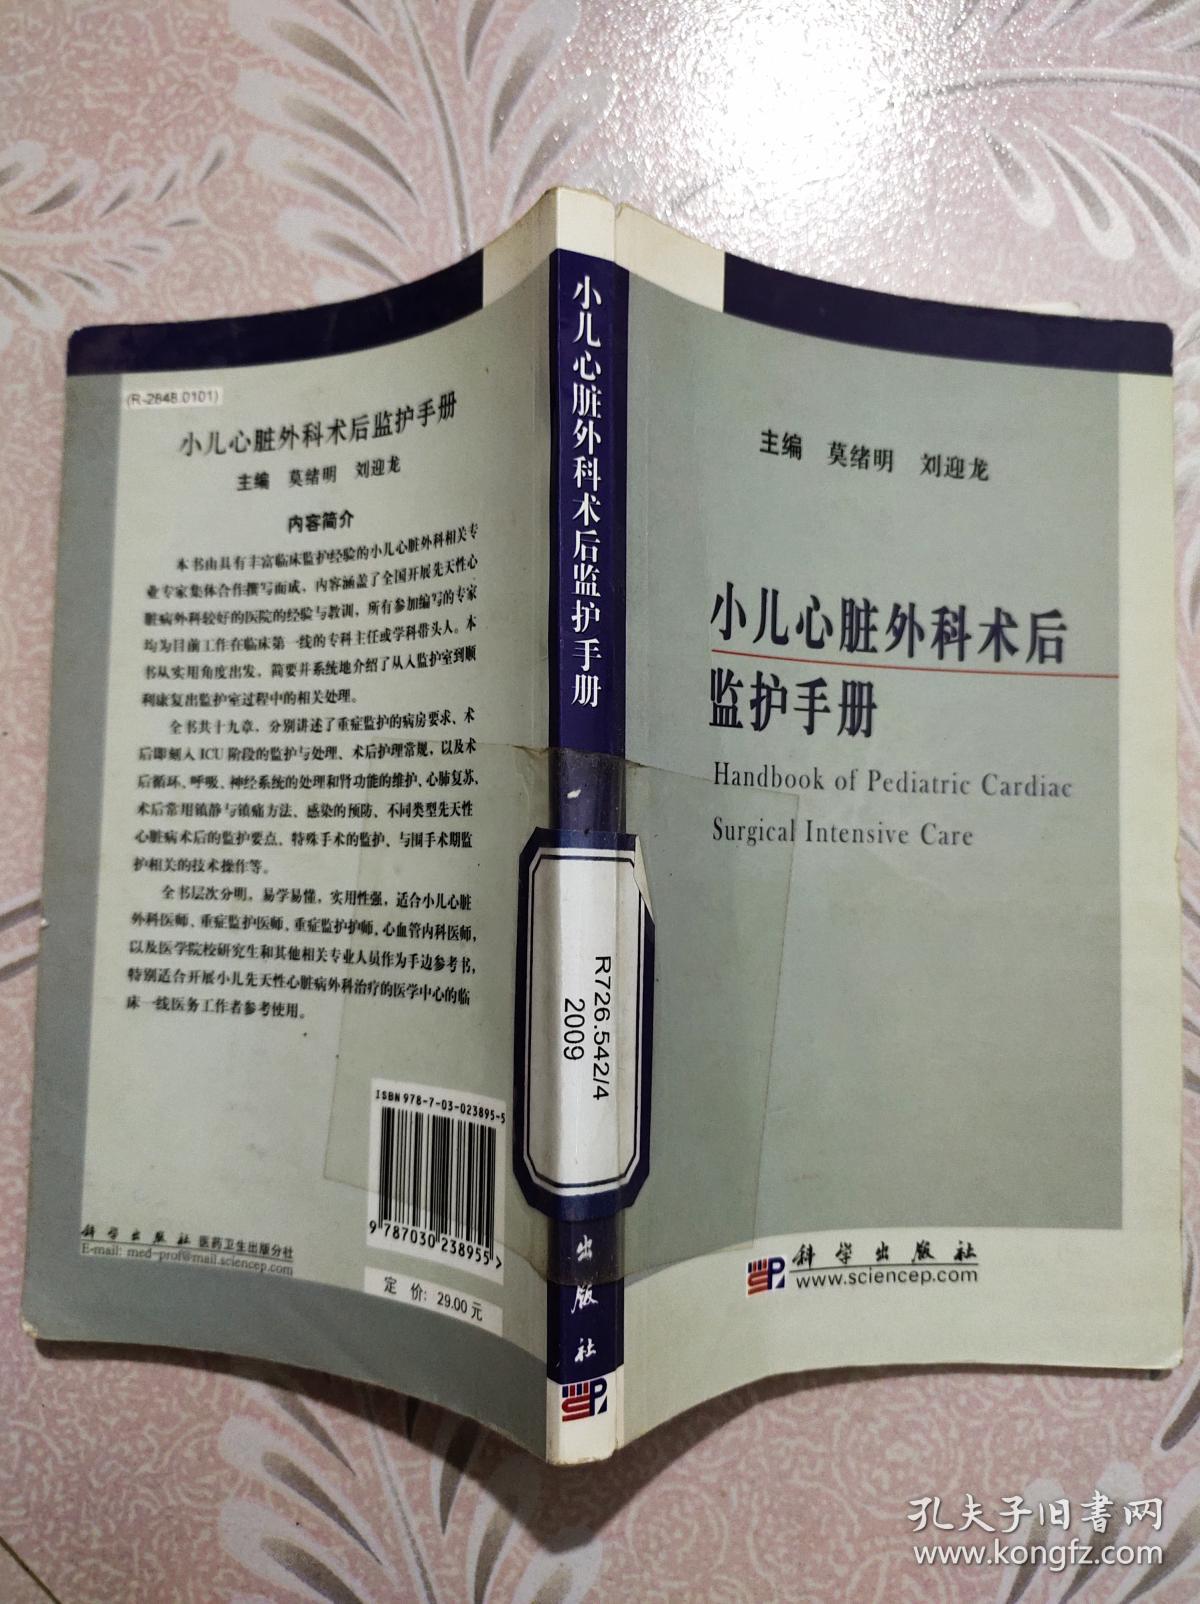 (R-2848.0101)
小儿心脏外科术后监护手册
主编 莫绪明 刘迎龙
内容简介
本书由具有丰富临床监护经验的小儿心脏外科相关专
业专家集体合作撰写而成，内容涵盖了全国开展先天性心
脏病外科较好的医院的经验与教训，所有参加编写的专家
均为目前工作在临床第一线的专科主任或学科带头人。本
书从实用角度出发，简要并系统地介绍了从入监护室到顺
利康复出监护室过程中的相关处理。
全书共十九章，分别讲述了重症监护的病房要求、术
后即刻入 ICU 阶段的监护与处理、术后护理常规，以及术
后循环、呼吸、神经系统的处理和肾功能的维护、心肺复苏、
术后常用镇静与镇痛方法、感染的预防、不同类型先天性
心脏病术后的监护要点、特殊手术的监护、与围手术期监
护相关的技术操作等。
全书层次分明，易学易懂，实用性强，适合小儿心脏
外科医师、重症监护医师、重症监护护师，心血管内科医师，
以及医学院校研究生和其他相关专业人员作为手边参考书，
特别适合开展小儿先天性心脏病外科治疗的医学中心的临
床一线医务工作者参考使用。
ISBN 978-7-03-023895-5
9 787030 238955 >
科学出版社 医药卫生出版分社
E-mail: med-prof@mail.sciencep.com
定 价: 29.00 元
小儿心脏外科术后监护手册
R726.542/4
2009
出版社
主编 莫绪明 刘迎龙
小儿心脏外科术后
监护手册
Handbook of Pediatric Cardiac
Surgical Intensive Care
科学出版社
www.sciencep.com
孔夫子旧书网
www.kongfz.com